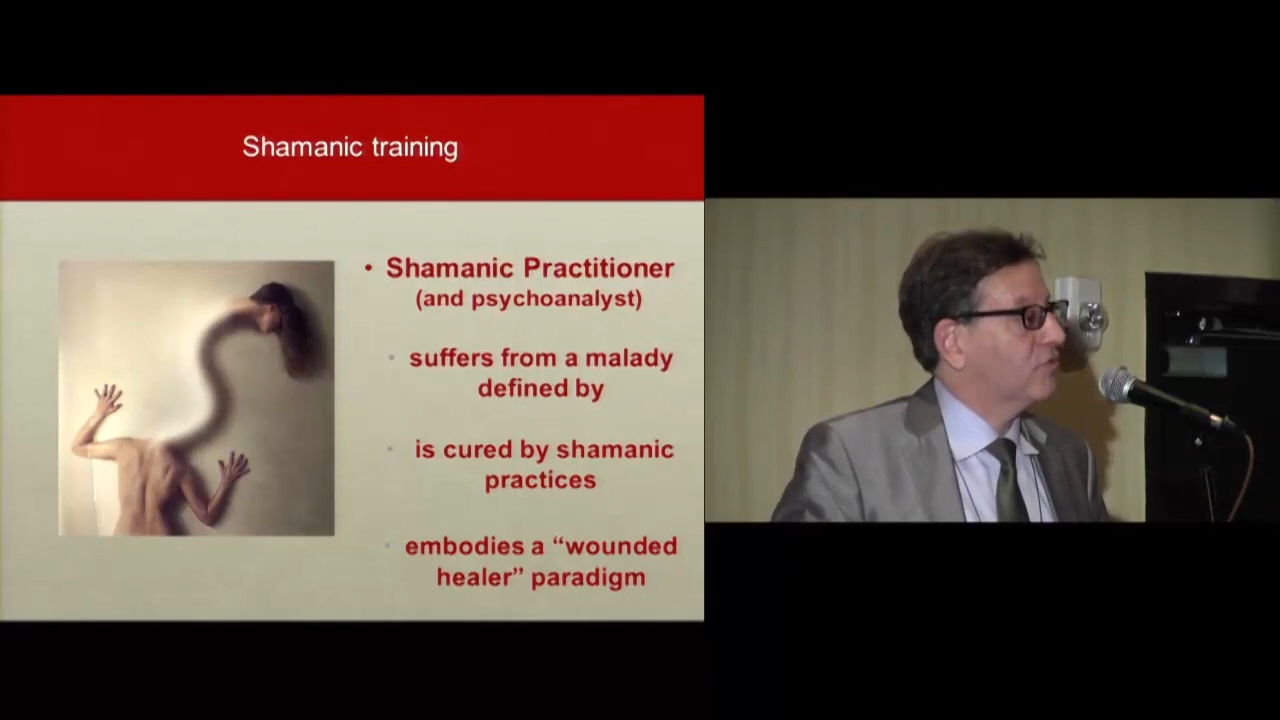 Shamanic training
• Shamanic Practitioner
(and psychoanalyst)
• suffers from a malady
defined by
• is cured by shamanic
practices
• embodies a “wounded
healer” paradigm